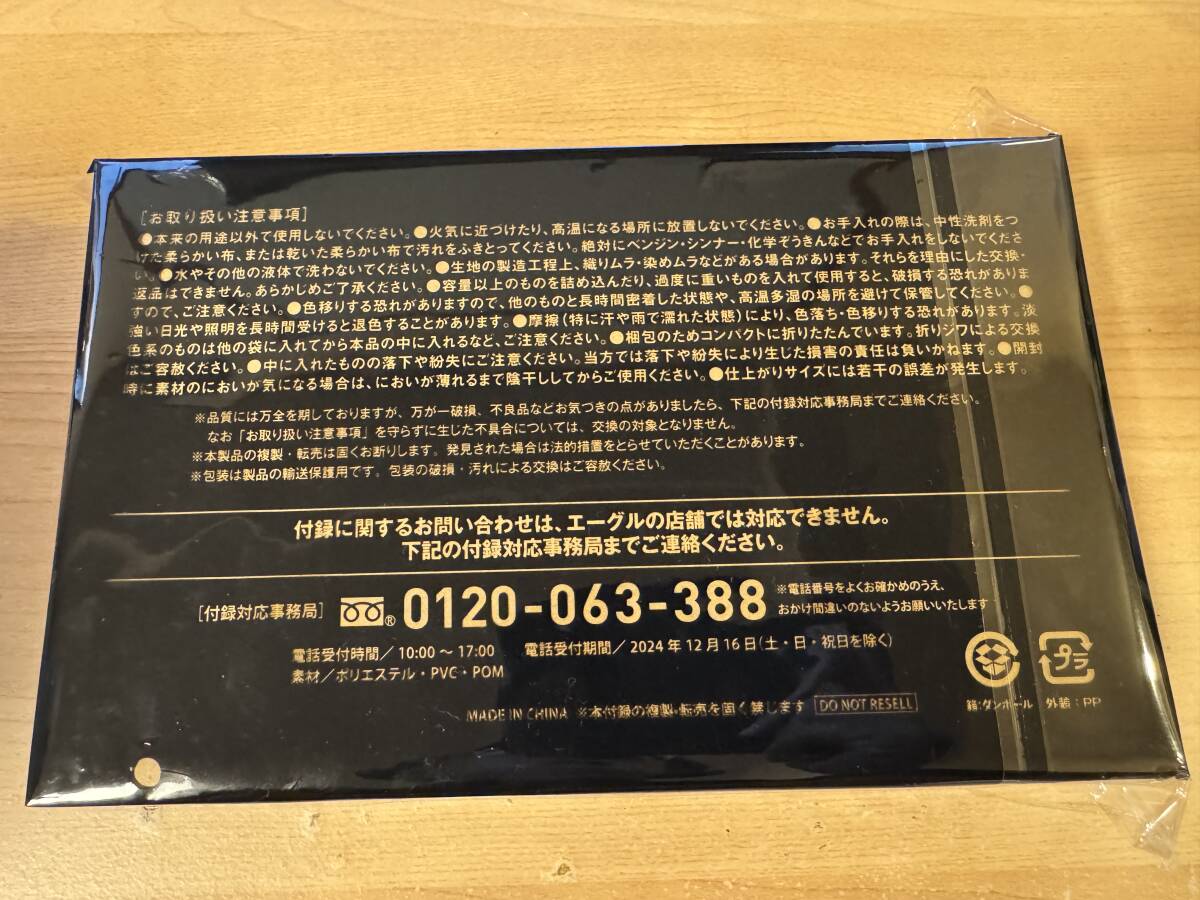 ［お取り扱い注意事項］
●本来の用途以外で使用しないでください。●火気に近づけたり、高温になる場所に放置しないでください。●お手入れの際は、中性洗剤をつ
けた柔らかい布、または乾いた柔らかい布で汚れをふきとってください。絶対にベンジン・シンナー・化学ぞうきんなどでお手入れをしないでくださ
い。●水やその他の液体で洗わないでください。●生地の製造工程上、織りムラ・染めムラなどがある場合があります。それらを理由にした交換・
返品はできません。あらかじめご了承ください。●容量以上のものを詰め込んだり、過度に重いものを入れて使用すると、破損する恐れがありま
すので、ご注意ください。●色移りする恐れがありますので、他のものと長時間密着した状態や、高温多湿の場所を避けて保管してください。●
強い日光や照明を長時間受けると退色することがあります。●摩擦（特に汗や雨で濡れた状態）により、色落ち・色移りする恐れがあります。淡
色系のものは他の袋に入れてから本品の中に入れるなど、ご注意ください。●梱包のためコンパクトに折りたたんでいます。折りジワによる交換
はご容赦ください。●中に入れたものの落下や紛失にご注意ください。当方では落下や紛失により生じた損害の責任は負いかねます。●開封
時に素材のにおいが気になる場合は、においが薄れるまで陰干ししてからご使用ください。●仕上がりサイズには若干の誤差が発生します。
※品質には万全を期しておりますが、万が一破損、不良品などお気づきの点がありましたら、下記の付録対応事務局までご連絡ください。
なお「お取り扱い注意事項」を守らずに生じた不具合については、交換の対象となりません。
※本製品の複製・転売は固くお断りします。発見された場合は法的措置をとらせていただくことがあります。
※包装は製品の輸送保護用です。包装の破損・汚れによる交換はご容赦ください。
付録に関するお問い合わせは、エーグルの店舗では対応できません。
下記の付録対応事務局までご連絡ください。
［付録対応事務局］ ® 0120-063-388 ※電話番号をよくお確かめのうえ、
おかけ間違いのないようお願いいたします
電話受付時間／10:00～17:00 電話受付期間／2024年12月16日（土・日・祝日を除く）
素材／ポリエステル・PVC・POM
MADE IN CHINA ※本付録の複製・転売を固く禁じます DO NOT RESELL
プラ
箱：ダンボール 外装：PP